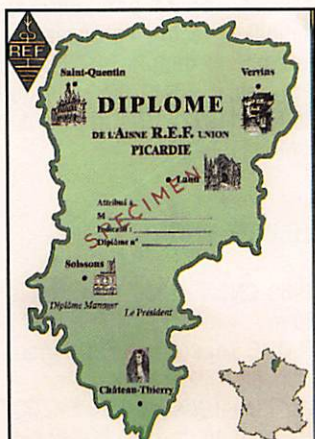 REF
Saint-Quentin
Vervins
DIPLOME
DE L'AISNE R.E.F. UNION
PICARDIE
Laon
Attribué à
M
Indicatif :
Diplôme n°
SPECIMEN
Soissons
Diplôme Manager
Le Président
Château-Thierry